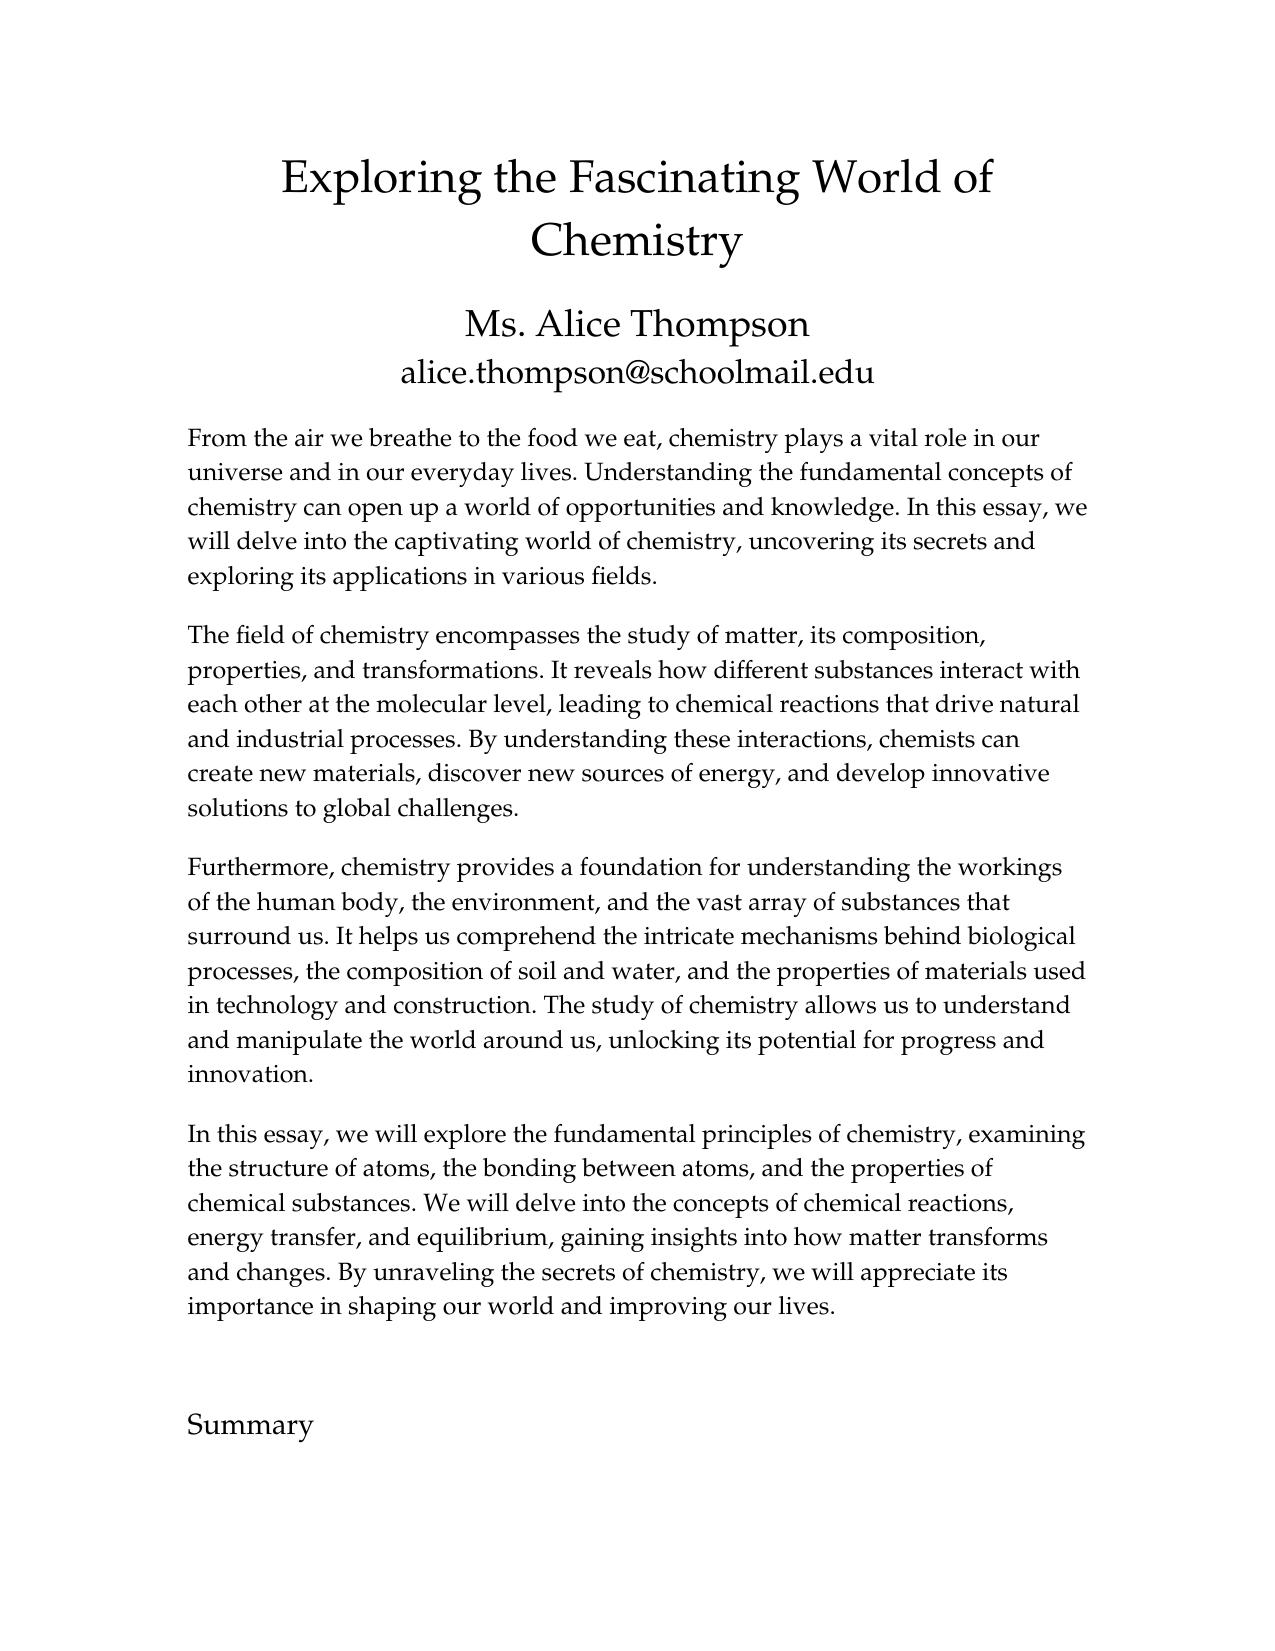 Exploring the Fascinating World of
Chemistry
Ms. Alice Thompson
alice.thompson@schoolmail.edu
From the air we breathe to the food we eat, chemistry plays a vital role in our
universe and in our everyday lives. Understanding the fundamental concepts of
chemistry can open up a world of opportunities and knowledge. In this essay, we
will delve into the captivating world of chemistry, uncovering its secrets and
exploring its applications in various fields.
The field of chemistry encompasses the study of matter, its composition,
properties, and transformations. It reveals how different substances interact with
each other at the molecular level, leading to chemical reactions that drive natural
and industrial processes. By understanding these interactions, chemists can
create new materials, discover new sources of energy, and develop innovative
solutions to global challenges.
Furthermore, chemistry provides a foundation for understanding the workings
of the human body, the environment, and the vast array of substances that
surround us. It helps us comprehend the intricate mechanisms behind biological
processes, the composition of soil and water, and the properties of materials used
in technology and construction. The study of chemistry allows us to understand
and manipulate the world around us, unlocking its potential for progress and
innovation.
In this essay, we will explore the fundamental principles of chemistry, examining
the structure of atoms, the bonding between atoms, and the properties of
chemical substances. We will delve into the concepts of chemical reactions,
energy transfer, and equilibrium, gaining insights into how matter transforms
and changes. By unraveling the secrets of chemistry, we will appreciate its
importance in shaping our world and improving our lives.
Summary